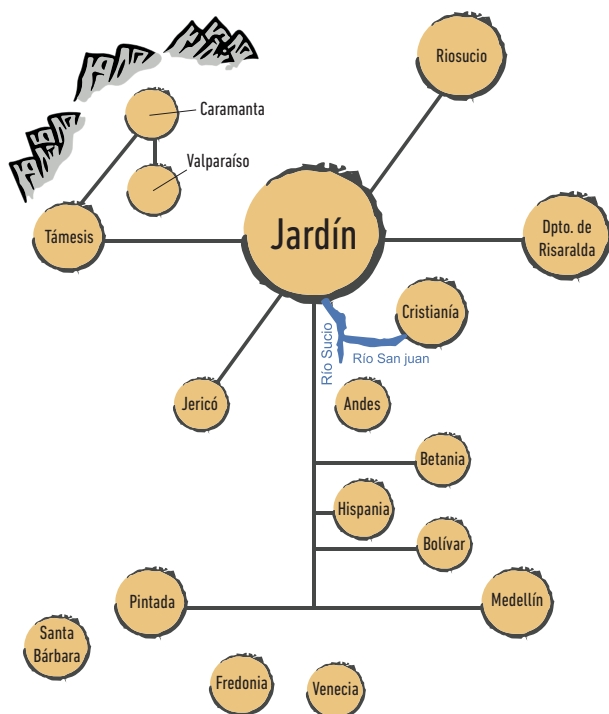 Riosucio
Caramanta
Valparaíso
Támesis
Jardín
Dpto. de
Risaralda
Cristianía
Río Sucio
Río San juan
Jericó
Andes
Betania
Hispania
Bolívar
Pintada
Medellín
Santa
Bárbara
Fredonia
Venecia